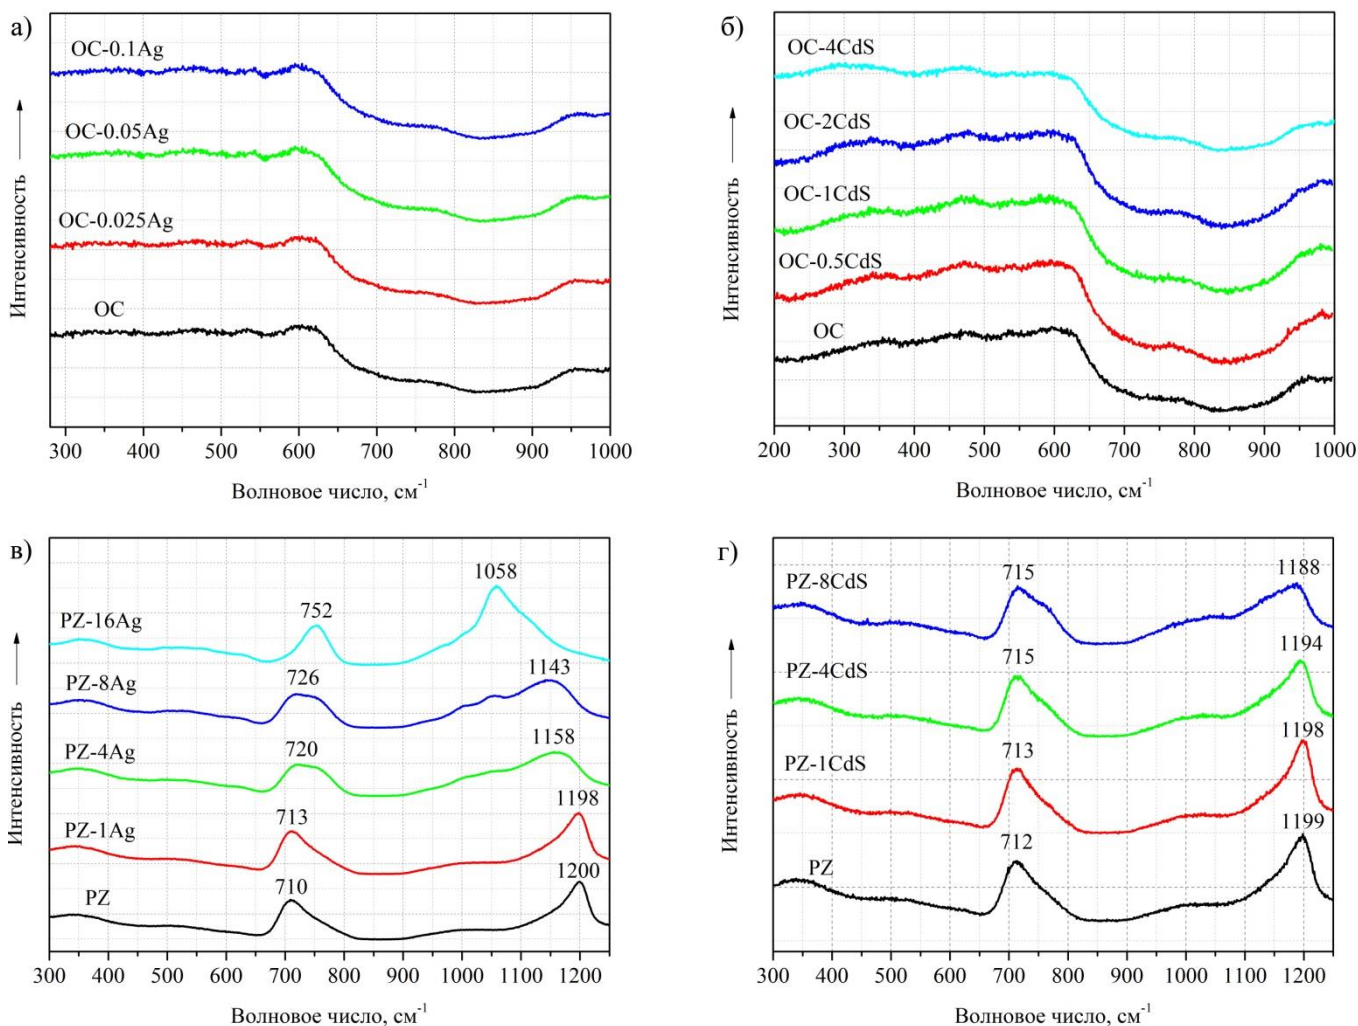 а)
Интенсивность
OC-0.1Ag
OC-0.05Ag
OC-0.025Ag
OC
300 400 500 600 700 800 900 1000
Волновое число, см-1
б)
Интенсивность
OC-4CdS
OC-2CdS
OC-1CdS
OC-0.5CdS
OC
200 300 400 500 600 700 800 900 1000
Волновое число, см-1
в)
Интенсивность
1058
PZ-16Ag 752
PZ-8Ag 726 1143
PZ-4Ag 720 1158
PZ-1Ag 713 1198
PZ 710 1200
300 400 500 600 700 800 900 1000 1100 1200
Волновое число, см-1
г)
Интенсивность
PZ-8CdS 715 1188
PZ-4CdS 715 1194
PZ-1CdS 713 1198
PZ 712 1199
300 400 500 600 700 800 900 1000 1100 1200
Волновое число, см-1